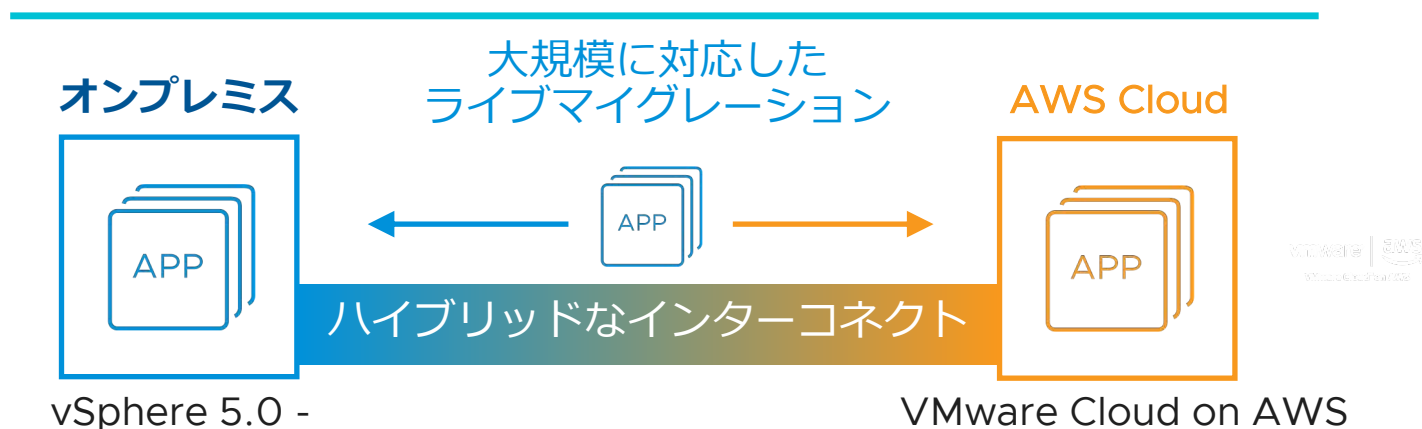 大規模に対応した
ライブマイグレーション
オンプレミス
AWS Cloud
APP
APP
APP
ハイブリッドなインターコネクト
vSphere 5.0 -
VMware Cloud on AWS
vmware aws